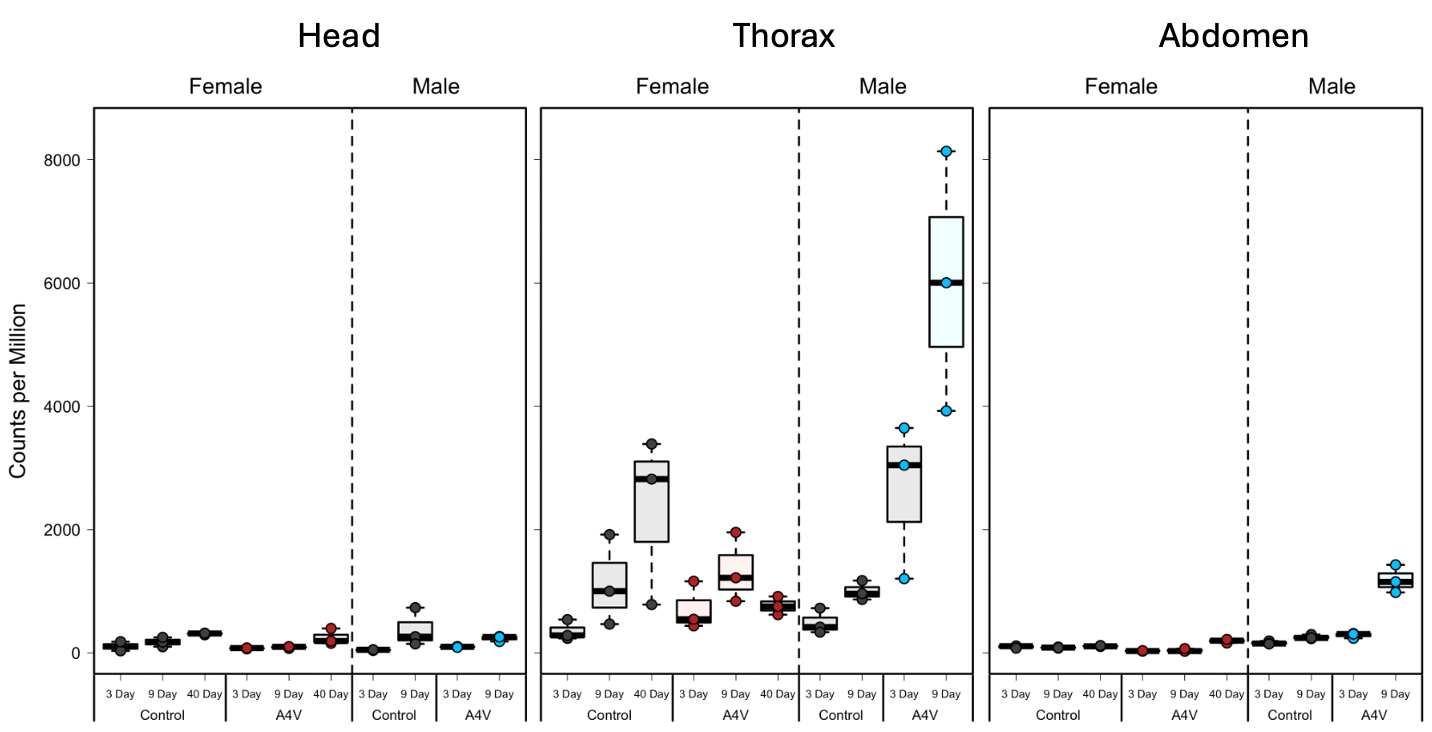 Head Thorax Abdomen
Female Male Female Male Female Male
Counts per Million
8000
6000
4000
2000
0
3 Day 9 Day 40 Day 3 Day 9 Day 40 Day 3 Day 9 Day 3 Day 9 Day 3 Day 9 Day 40 Day 3 Day 9 Day 40 Day 3 Day 9 Day 3 Day 9 Day 3 Day 9 Day 40 Day 3 Day 9 Day 40 Day 3 Day 9 Day 3 Day 9 Day
Control A4V Control A4V Control A4V Control A4V Control A4V Control A4V